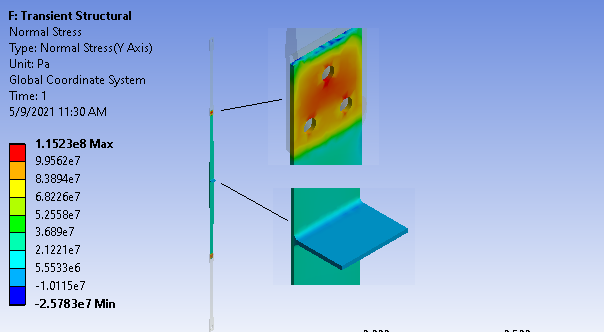 F: Transient Structural
Normal Stress
Type: Normal Stress(Y Axis)
Unit: Pa
Global Coordinate System
Time: 1
5/9/2021 11:30 AM
1.1523e8 Max
9.9562e7
8.3894e7
6.8226e7
5.2558e7
3.689e7
2.1221e7
5.5533e6
-1.0115e7
-2.5783e7 Min